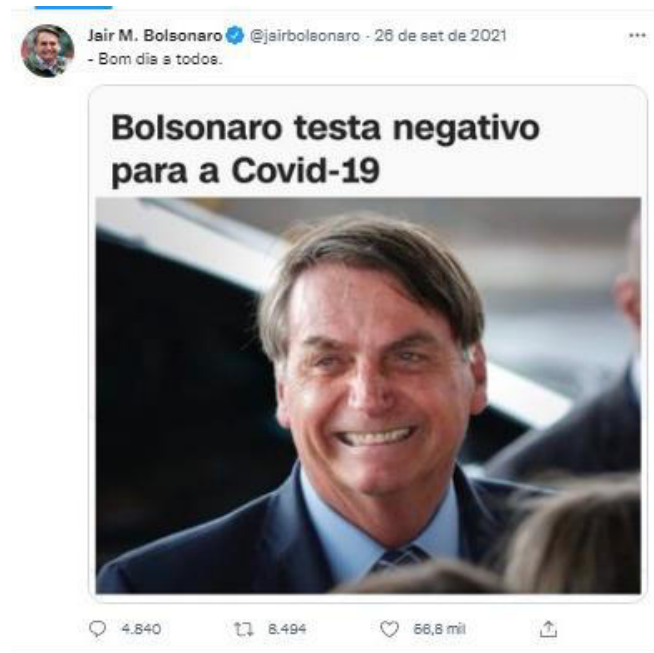 Jair M. Bolsonaro @jairbolsonaro · 26 de set de 2021
- Bom dia a todos.
Bolsonaro testa negativo
para a Covid-19
4.840 8.494 56,8 mil